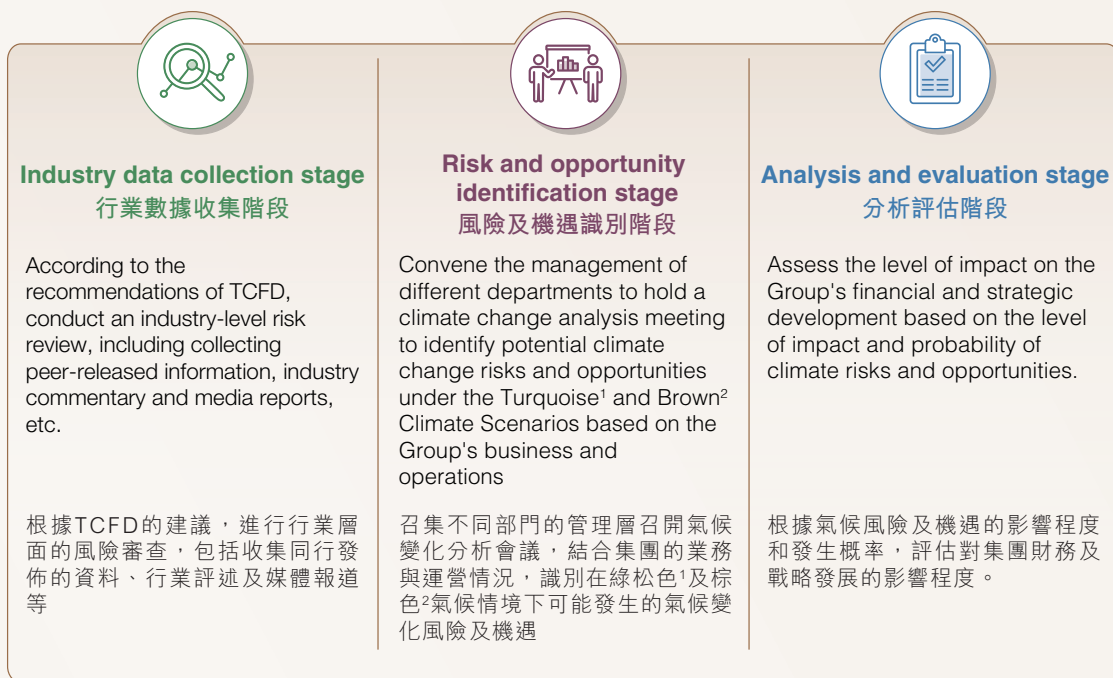 Industry data collection stage
行業數據收集階段
According to the
recommendations of TCFD,
conduct an industry-level risk
review, including collecting
peer-released information, industry
commentary and media reports,
etc.
根據TCFD的建議，進行行業層
面的風險審查，包括收集同行發
佈的資料、行業評述及媒體報道
等
Risk and opportunity
identification stage
風險及機遇識別階段
Convene the management of
different departments to hold a
climate change analysis meeting
to identify potential climate
change risks and opportunities
under the Turquoise¹ and Brown²
Climate Scenarios based on the
Group's business and
operations
召集不同部門的管理層召開氣候
變化分析會議，結合集團的業務
與運營情況，識別在綠松色¹及棕
色²氣候情境下可能發生的氣候變
化風險及機遇
Analysis and evaluation stage
分析評估階段
Assess the level of impact on the
Group's financial and strategic
development based on the level
of impact and probability of
climate risks and opportunities.
根據氣候風險及機遇的影響程度
和發生概率，評估對集團財務及
戰略發展的影響程度。